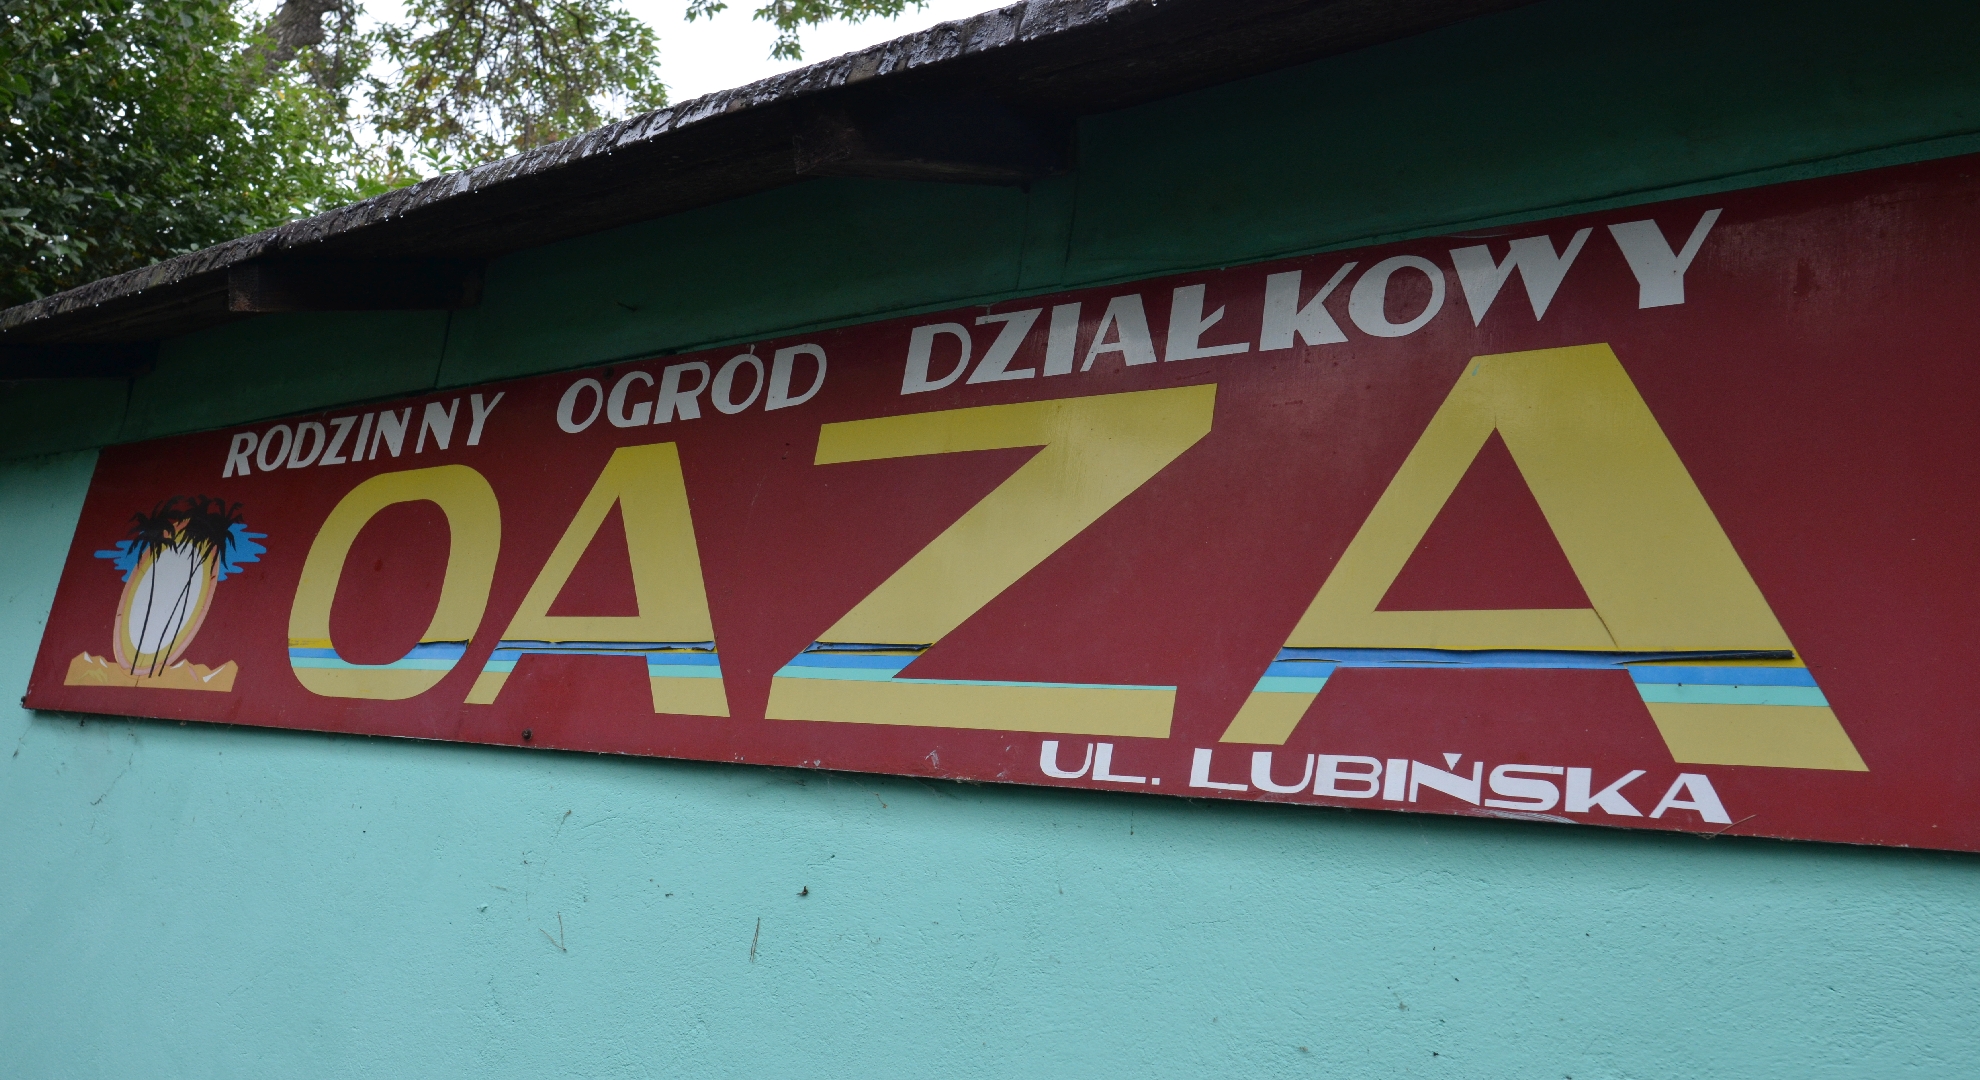 RODZINNY OGRÓD DZIAŁKOWY
OAZA
UL. LUBIŃSKA